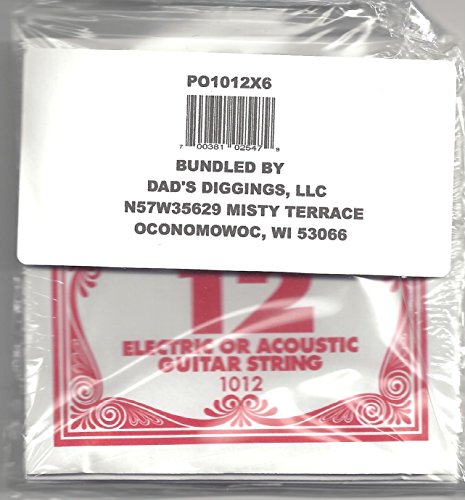 PO1012X6
7 00381 02547 9
BUNDLED BY
DAD'S DIGGINGS, LLC
N57W35629 MISTY TERRACE
OCONOMOWOC, WI 53066
12
ELECTRIC OR ACOUSTIC
GUITAR STRING
1012